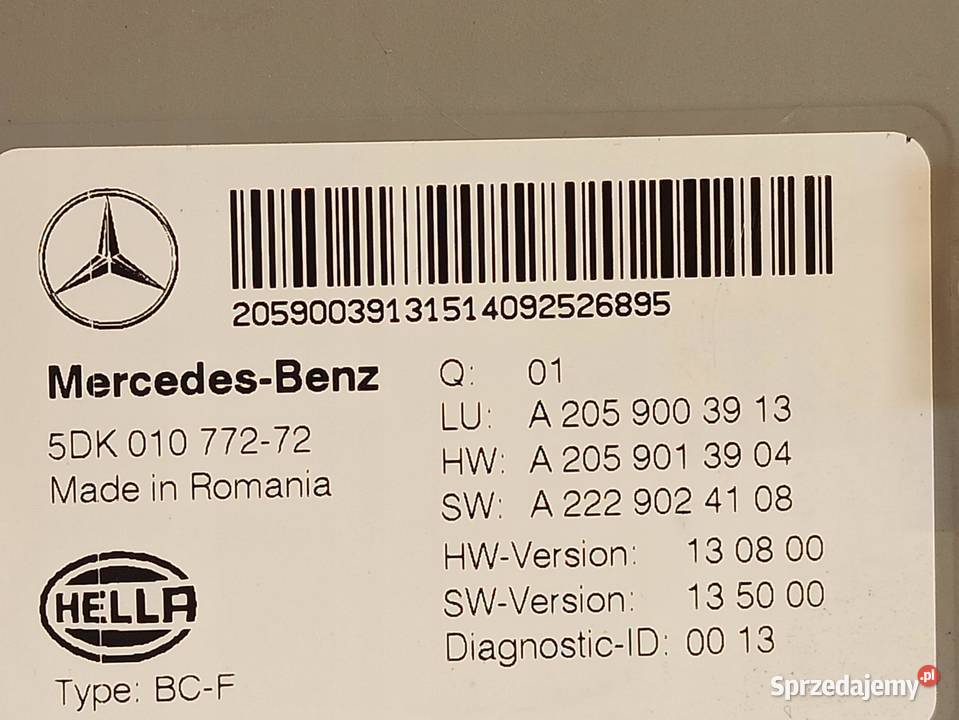 20590039131514092526895
Mercedes-Benz
5DK 010 772-72
Made in Romania
HELLA
Type: BC-F
Q: 01
LU: A 205 900 39 13
HW: A 205 901 39 04
SW: A 222 902 41 08
HW-Version: 13 08 00
SW-Version: 13 50 00
Diagnostic-ID: 00 13
Sprzedajemy.pl